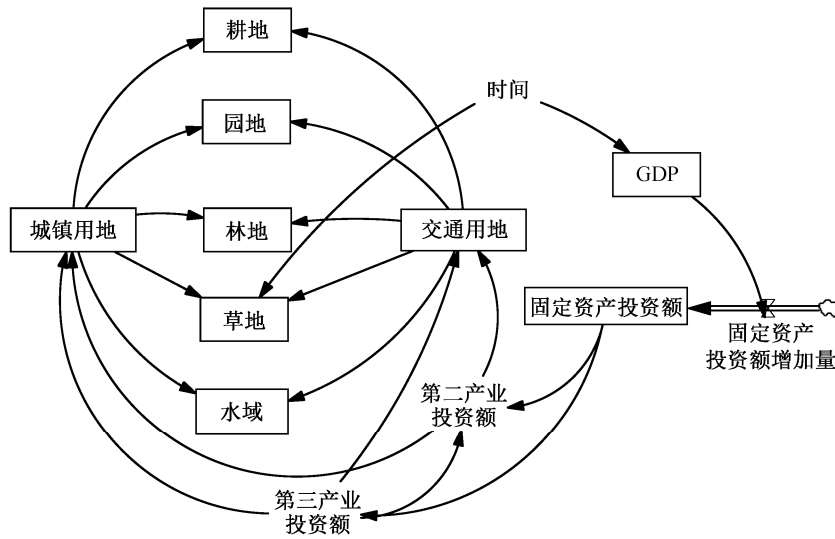 耕地
时间
园地
GDP
城镇用地
林地
交通用地
草地
固定资产投资额
固定资产
投资额增加量
水域
第二产业
投资额
第三产业
投资额